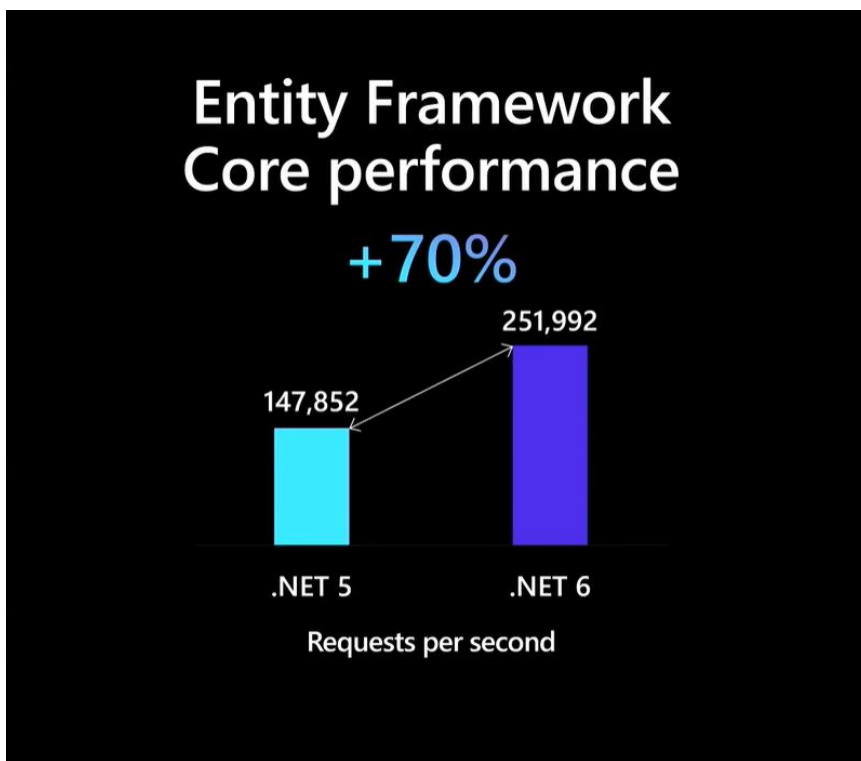 Entity Framework
Core performance
+70%
251,992
147,852
.NET 5
.NET 6
Requests per second